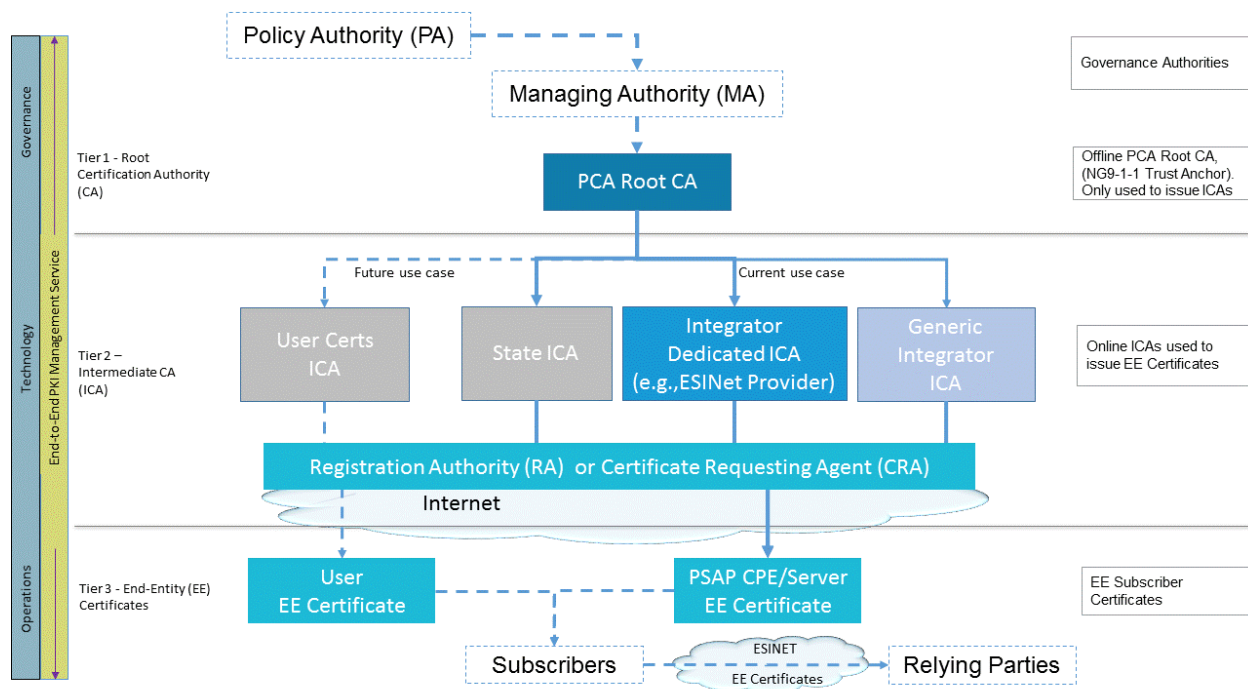 Policy Authority (PA)
Managing Authority (MA)
Governance Authorities
Governance
Tier 1 - Root
Certification Authority
(CA)
PCA Root CA
Offline PCA Root CA,
(NG9-1-1 Trust Anchor).
Only used to issue ICAs
End-to-End PKI Management Service
Technology
Future use case
Current use case
Tier 2 –
Intermediate CA
(ICA)
User Certs
ICA
State ICA
Integrator
Dedicated ICA
(e.g.,ESINet Provider)
Generic
Integrator
ICA
Online ICAs used to
issue EE Certificates
Registration Authority (RA) or Certificate Requesting Agent (CRA)
Internet
Operations
Tier 3 - End-Entity (EE)
Certificates
User
EE Certificate
PSAP CPE/Server
EE Certificate
EE Subscriber
Certificates
Subscribers
ESINET
EE Certificates
Relying Parties